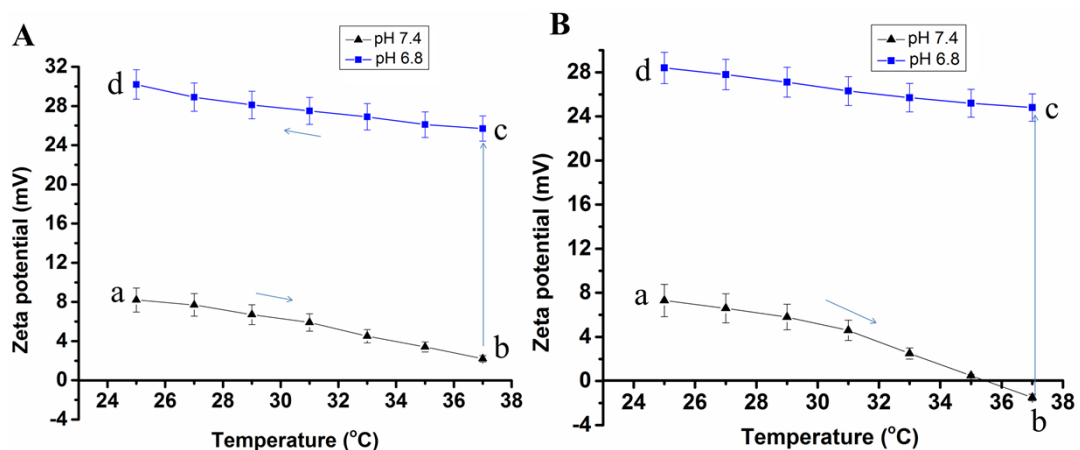 A
pH 7.4
pH 6.8
Zeta potential (mV)
32
28
24
20
16
12
8
4
0
-4
d
c
a
b
24 26 28 30 32 34 36 38
Temperature (°C)
B
pH 7.4
pH 6.8
Zeta potential (mV)
28
24
20
16
12
8
4
0
-4
d
c
a
b
24 26 28 30 32 34 36 38
Temperature (°C)